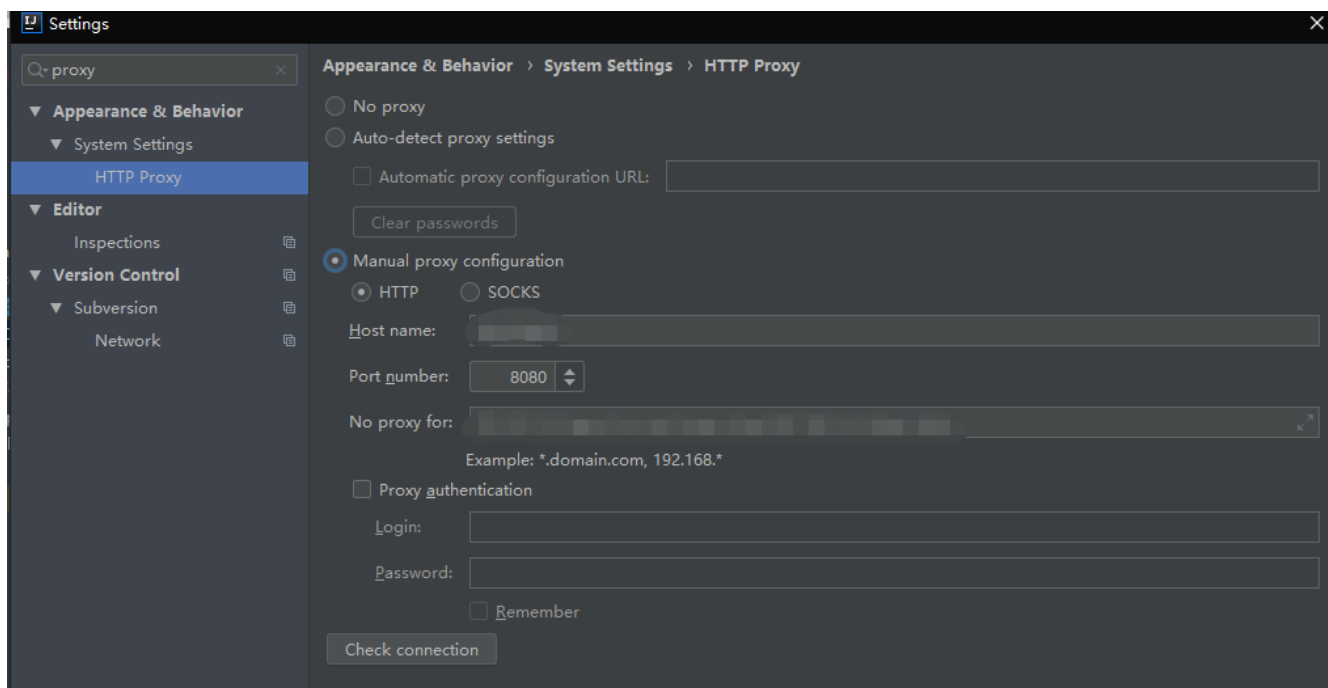 Settings
proxy
Appearance & Behavior
System Settings
HTTP Proxy
Editor
Inspections
Version Control
Subversion
Network
Appearance & Behavior › System Settings › HTTP Proxy
No proxy
Auto-detect proxy settings
Automatic proxy configuration URL:
Clear passwords
Manual proxy configuration
HTTP SOCKS
Host name:
Port number: 8080
No proxy for:
Example: *.domain.com, 192.168.*
Proxy authentication
Login:
Password:
Remember
Check connection